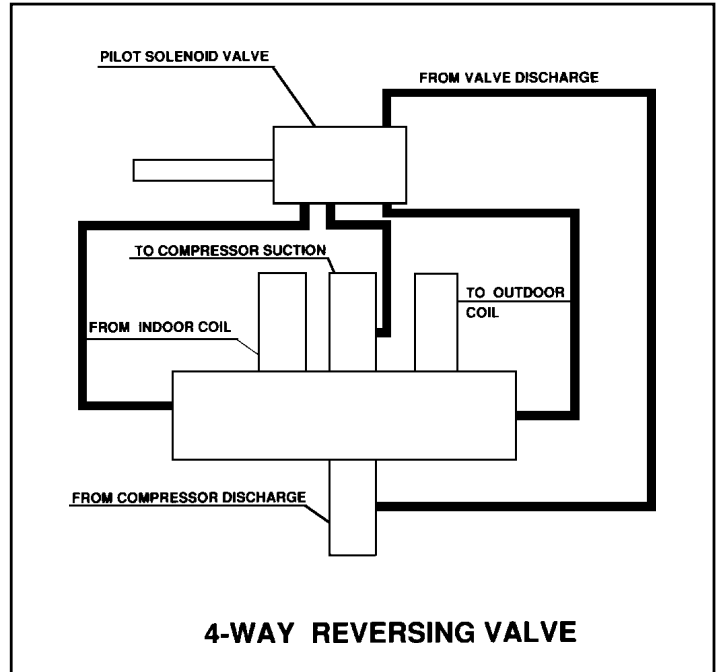 PILOT SOLENOID VALVE
FROM VALVE DISCHARGE
TO COMPRESSOR SUCTION
TO OUTDOOR
COIL
FROM INDOOR COIL
FROM COMPRESSOR DISCHARGE
4-WAY REVERSING VALVE